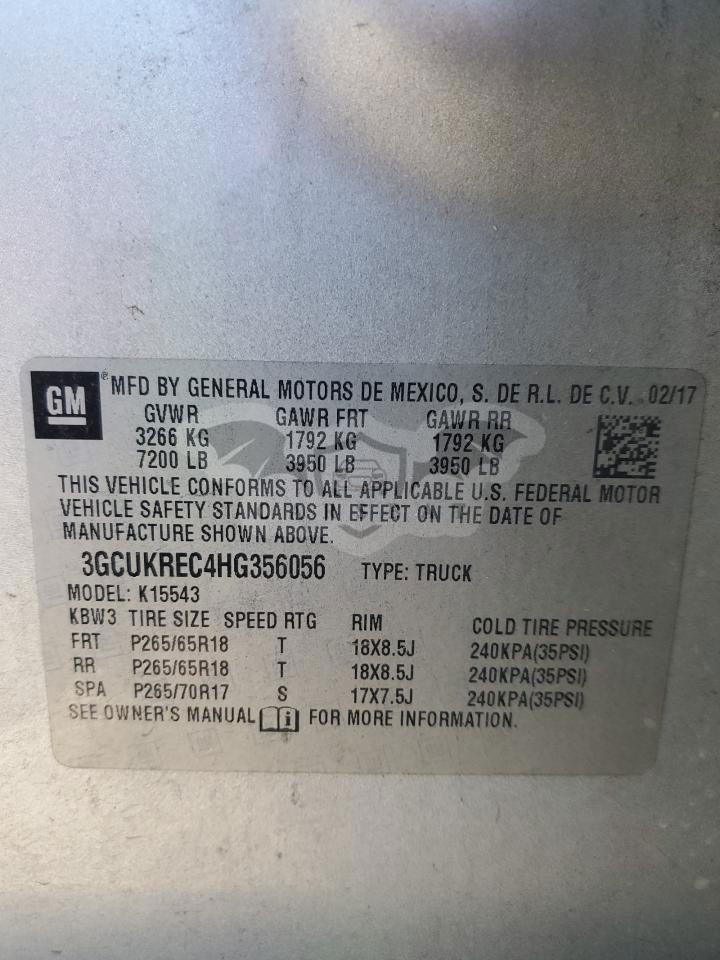 GM ® MFD BY GENERAL MOTORS DE MEXICO, S. DE R.L. DE C.V. 02/17
GVWR GAWR FRT GAWR RR
3266 KG 1792 KG 1792 KG
7200 LB 3950 LB 3950 LB
THIS VEHICLE CONFORMS TO ALL APPLICABLE U.S. FEDERAL MOTOR
VEHICLE SAFETY STANDARDS IN EFFECT ON THE DATE OF
MANUFACTURE SHOWN ABOVE.
3GCUKREC4HG356056 TYPE: TRUCK
MODEL: K15543
KBW3 TIRE SIZE SPEED RTG RIM COLD TIRE PRESSURE
FRT P265/65R18 T 18X8.5J 240KPA(35PSI)
RR P265/65R18 T 18X8.5J 240KPA(35PSI)
SPA P265/70R17 S 17X7.5J 240KPA(35PSI)
SEE OWNER'S MANUAL i FOR MORE INFORMATION.